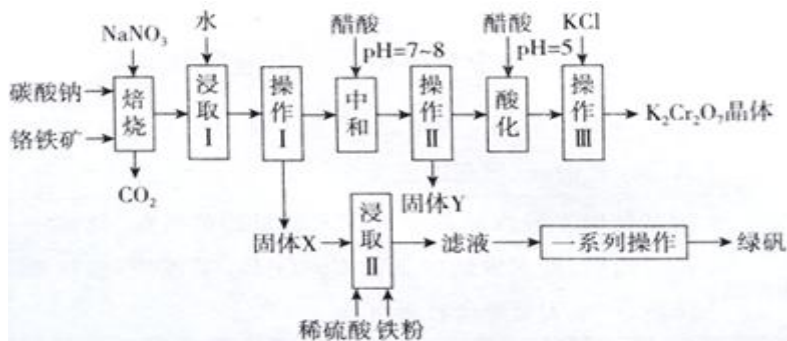 NaNO₃
水
醋酸
pH=7~8
醋酸
pH=5
KCl
碳酸钠
铬铁矿
焙烧
浸取Ⅰ
操作Ⅰ
中和
操作Ⅱ
酸化
操作Ⅲ
K₂Cr₂O₇晶体
CO₂
固体Y
固体X
浸取Ⅱ
滤液
一系列操作
绿矾
稀硫酸 铁粉